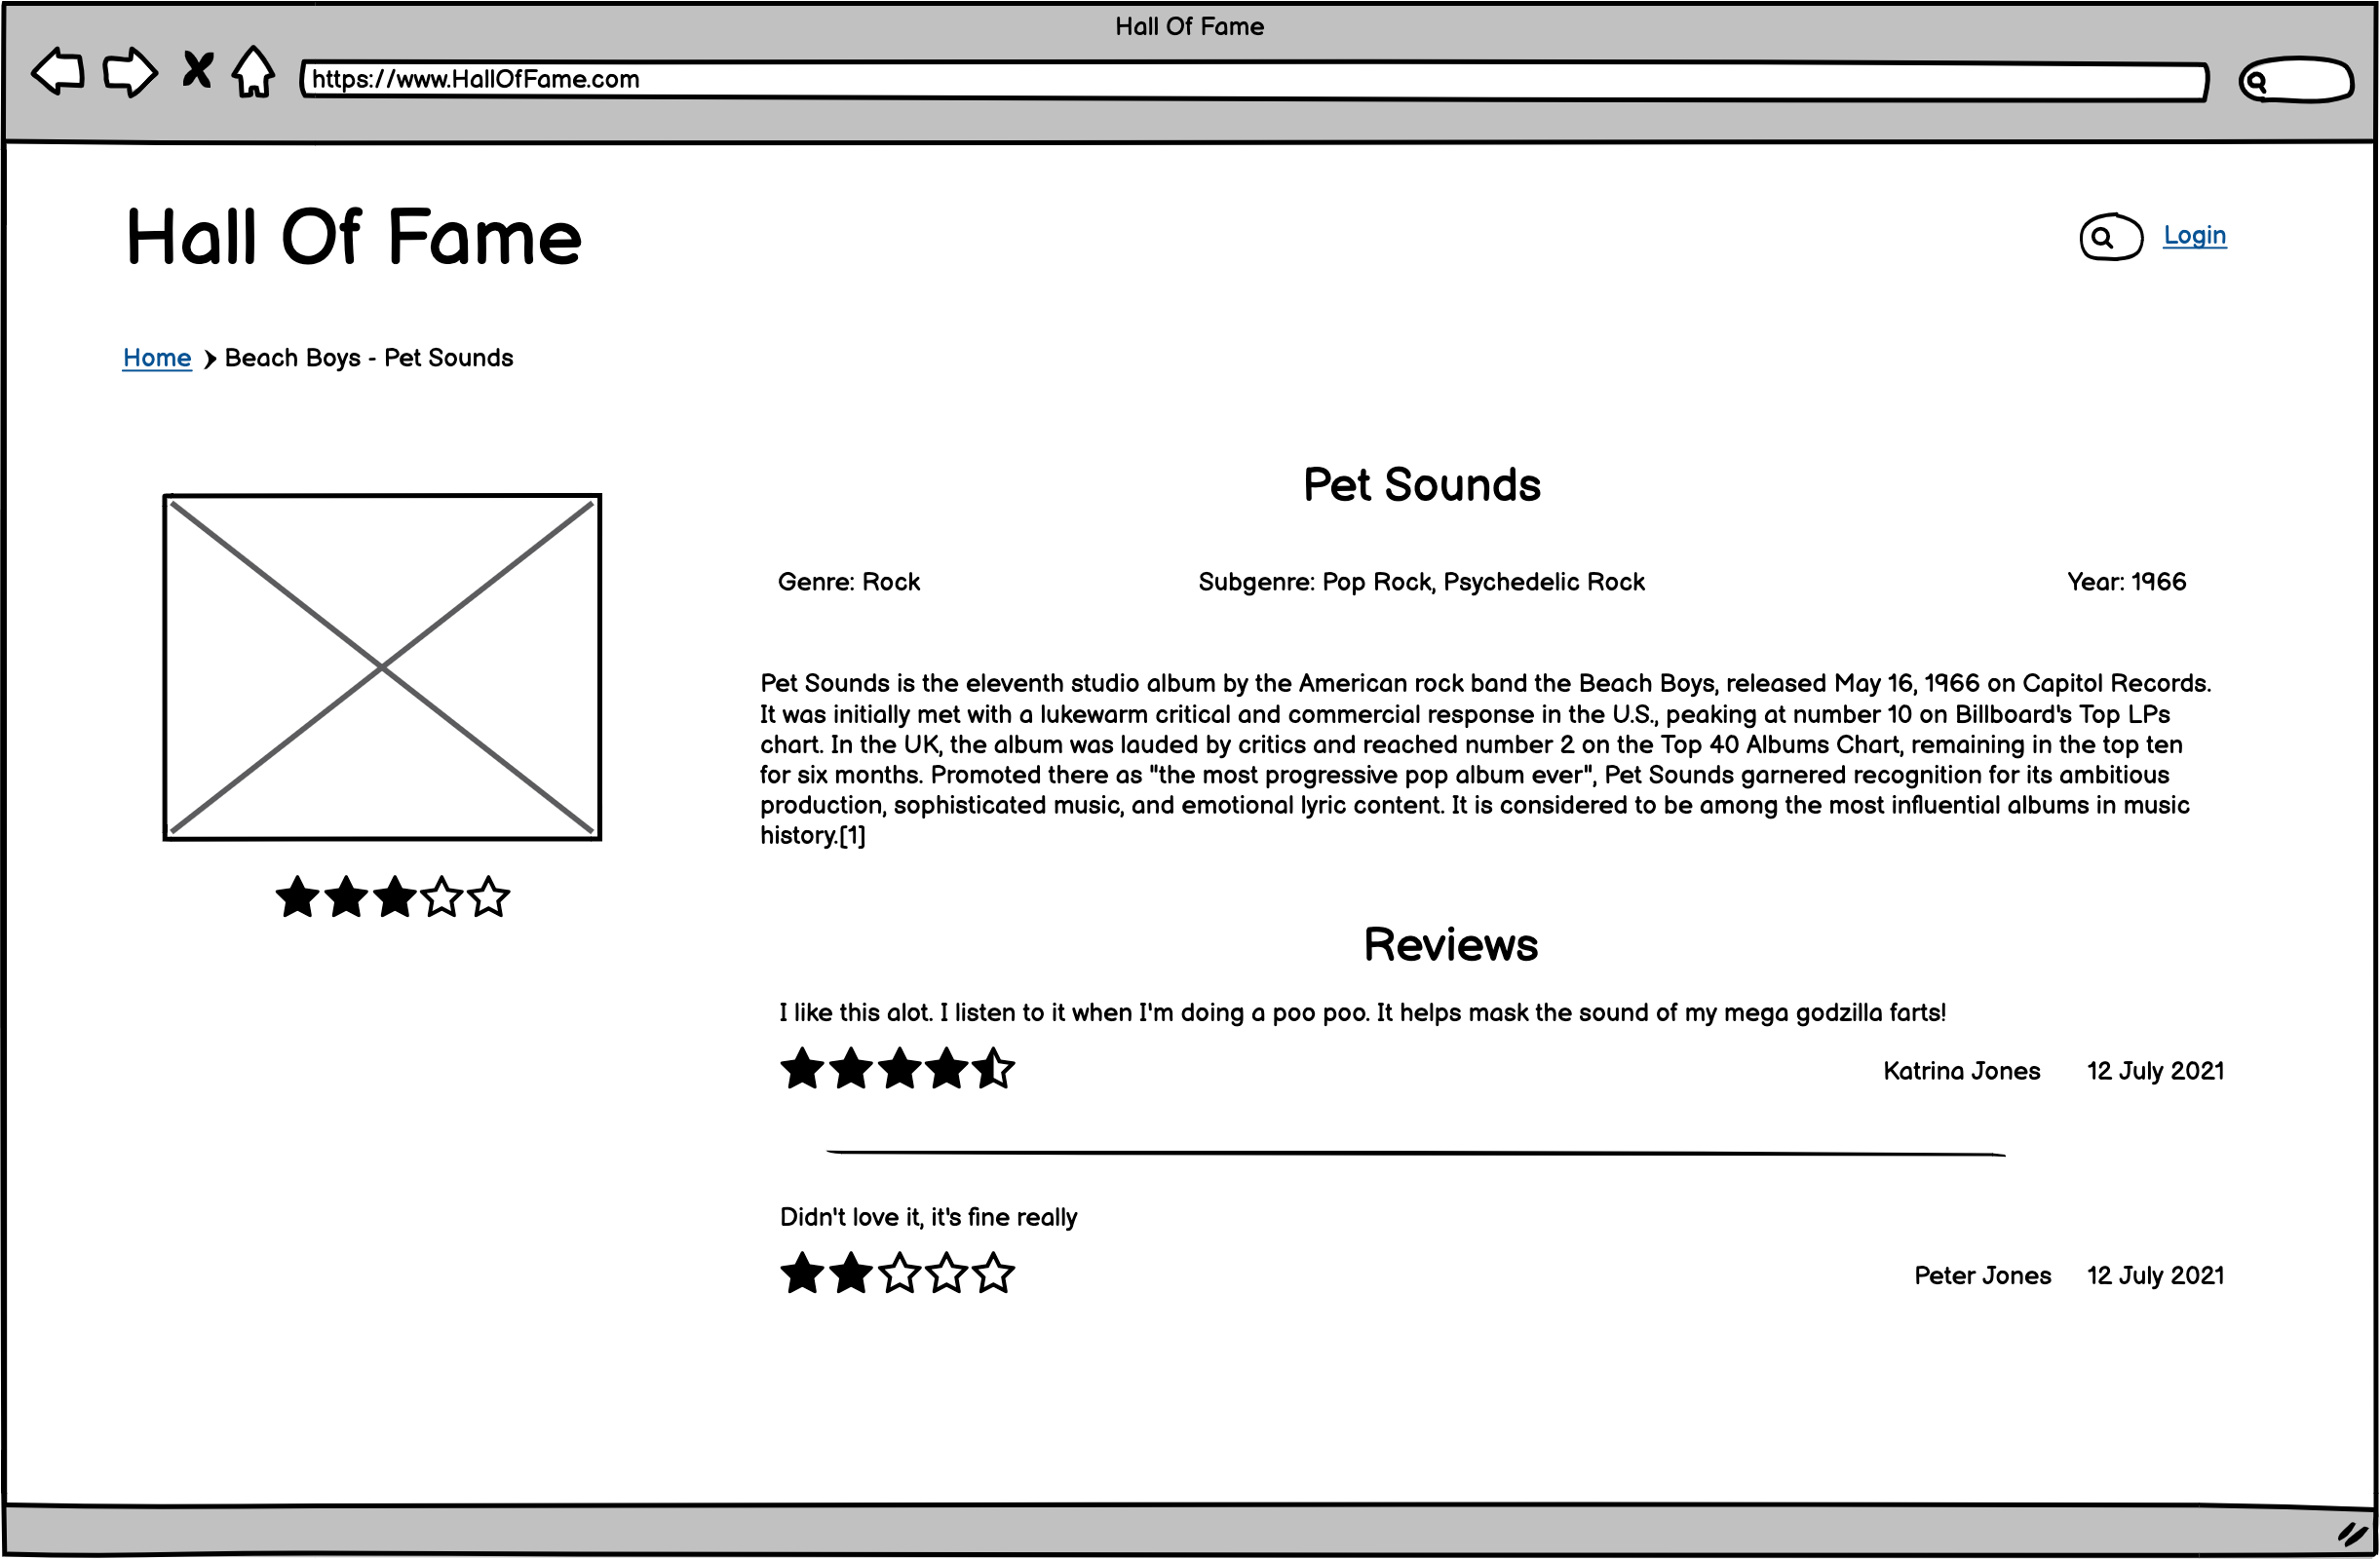 Hall Of Fame
https://www.HallOfFame.com
Hall Of Fame
Login
Home
Beach Boys - Pet Sounds
Pet Sounds
Genre: Rock
Subgenre: Pop Rock, Psychedelic Rock
Year: 1966
Pet Sounds is the eleventh studio album by the American rock band the Beach Boys, released May 16, 1966 on Capitol Records.
It was initially met with a lukewarm critical and commercial response in the U.S., peaking at number 10 on Billboard's Top LPs
chart. In the UK, the album was lauded by critics and reached number 2 on the Top 40 Albums Chart, remaining in the top ten
for six months. Promoted there as "the most progressive pop album ever", Pet Sounds garnered recognition for its ambitious
production, sophisticated music, and emotional lyric content. It is considered to be among the most influential albums in music
history.[1]
Reviews
I like this alot. I listen to it when I'm doing a poo poo. It helps mask the sound of my mega godzilla farts!
Katrina Jones
12 July 2021
Didn't love it, it's fine really
Peter Jones
12 July 2021